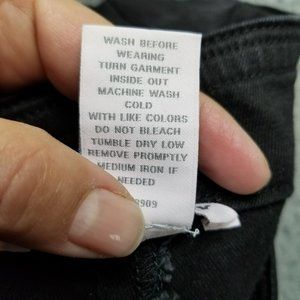 WASH BEFORE
WEARING
TURN GARMENT
INSIDE OUT
MACHINE WASH
COLD
WITH LIKE COLORS
DO NOT BLEACH
TUMBLE DRY LOW
REMOVE PROMPTLY
MEDIUM IRON IF
NEEDED